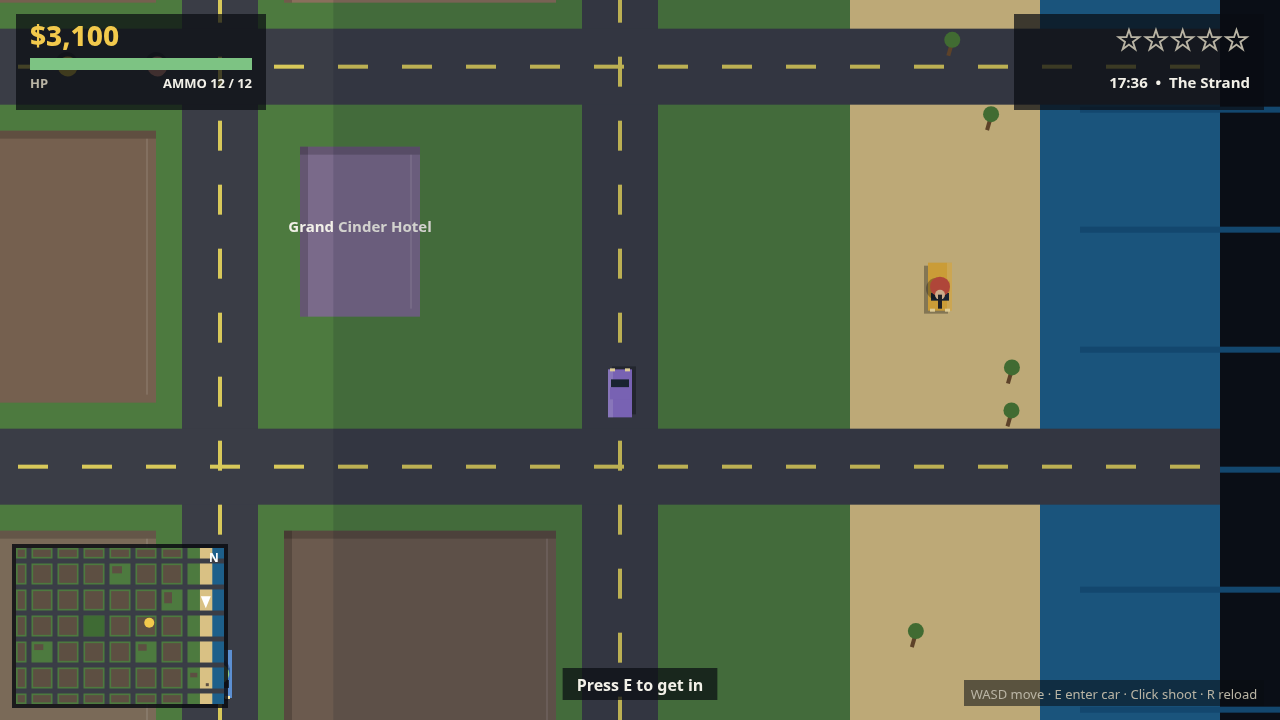 $3,100
HP
AMMO 12 / 12
17:36 • The Strand
Grand Cinder Hotel
N
Press E to get in
WASD move · E enter car · Click shoot · R reload